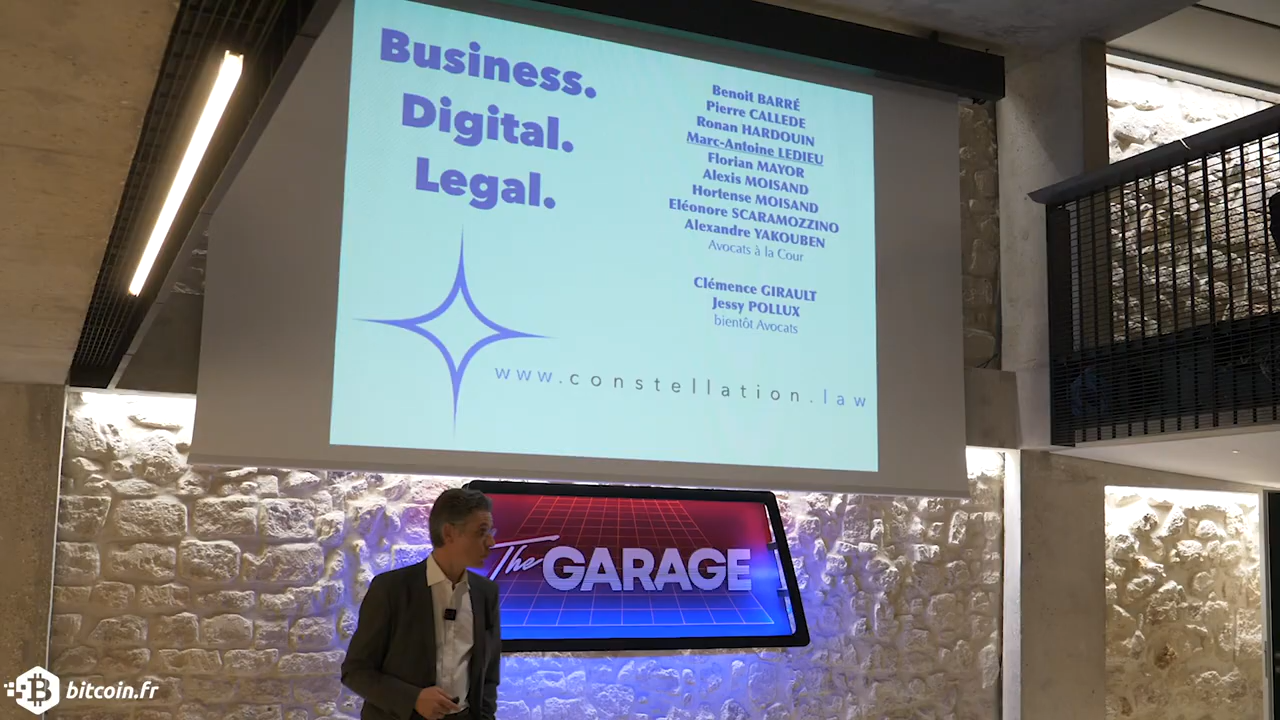 Business.
Digital.
Legal.
Benoit BARRÉ
Pierre CALLEDE
Ronan HARDOUIN
Marc-Antoine LEDIEU
Florian MAYOR
Alexis MOISAND
Hortense MOISAND
Eléonore SCARAMOZZINO
Alexandre YAKOUBEN
Avocats à la Cour
Clémence GIRAULT
Jessy POLLUX
bientôt Avocats
www.constellation.law
The GARAGE
bitcoin.fr